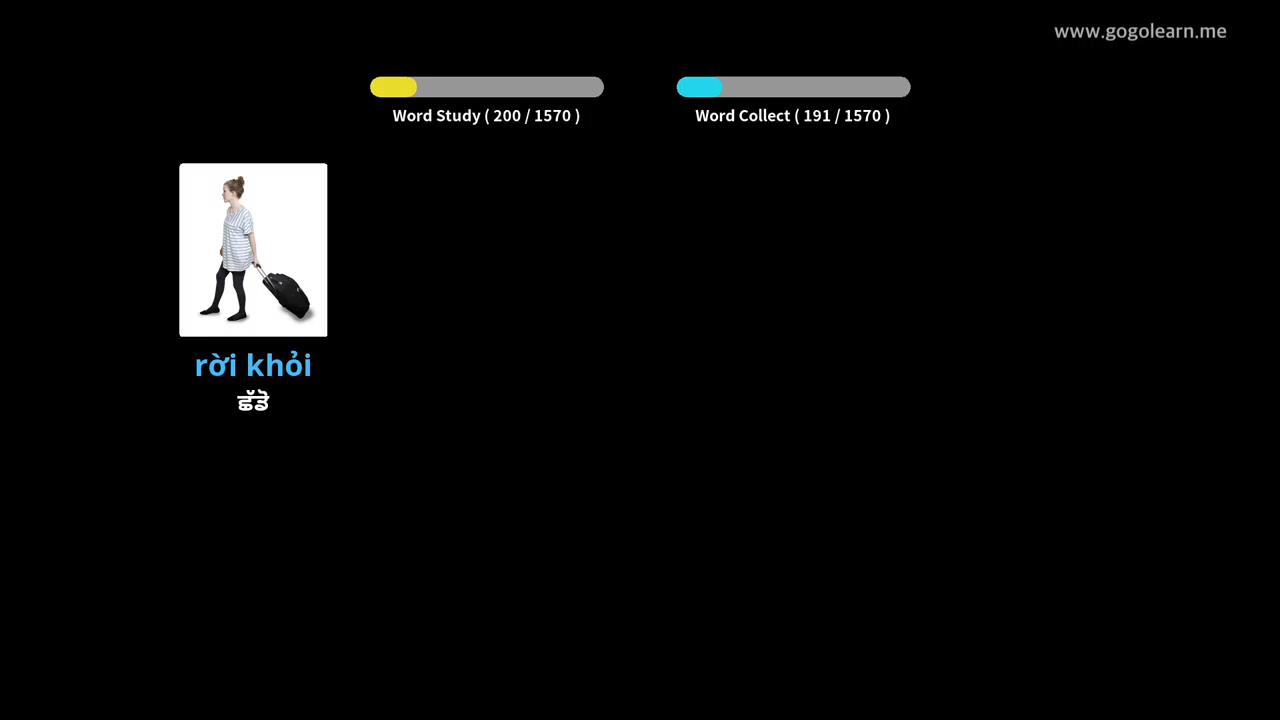 www.gogolearn.me
Word Study ( 200 / 1570 )
Word Collect ( 191 / 1570 )
rời khỏi
ਛੱਡੋ